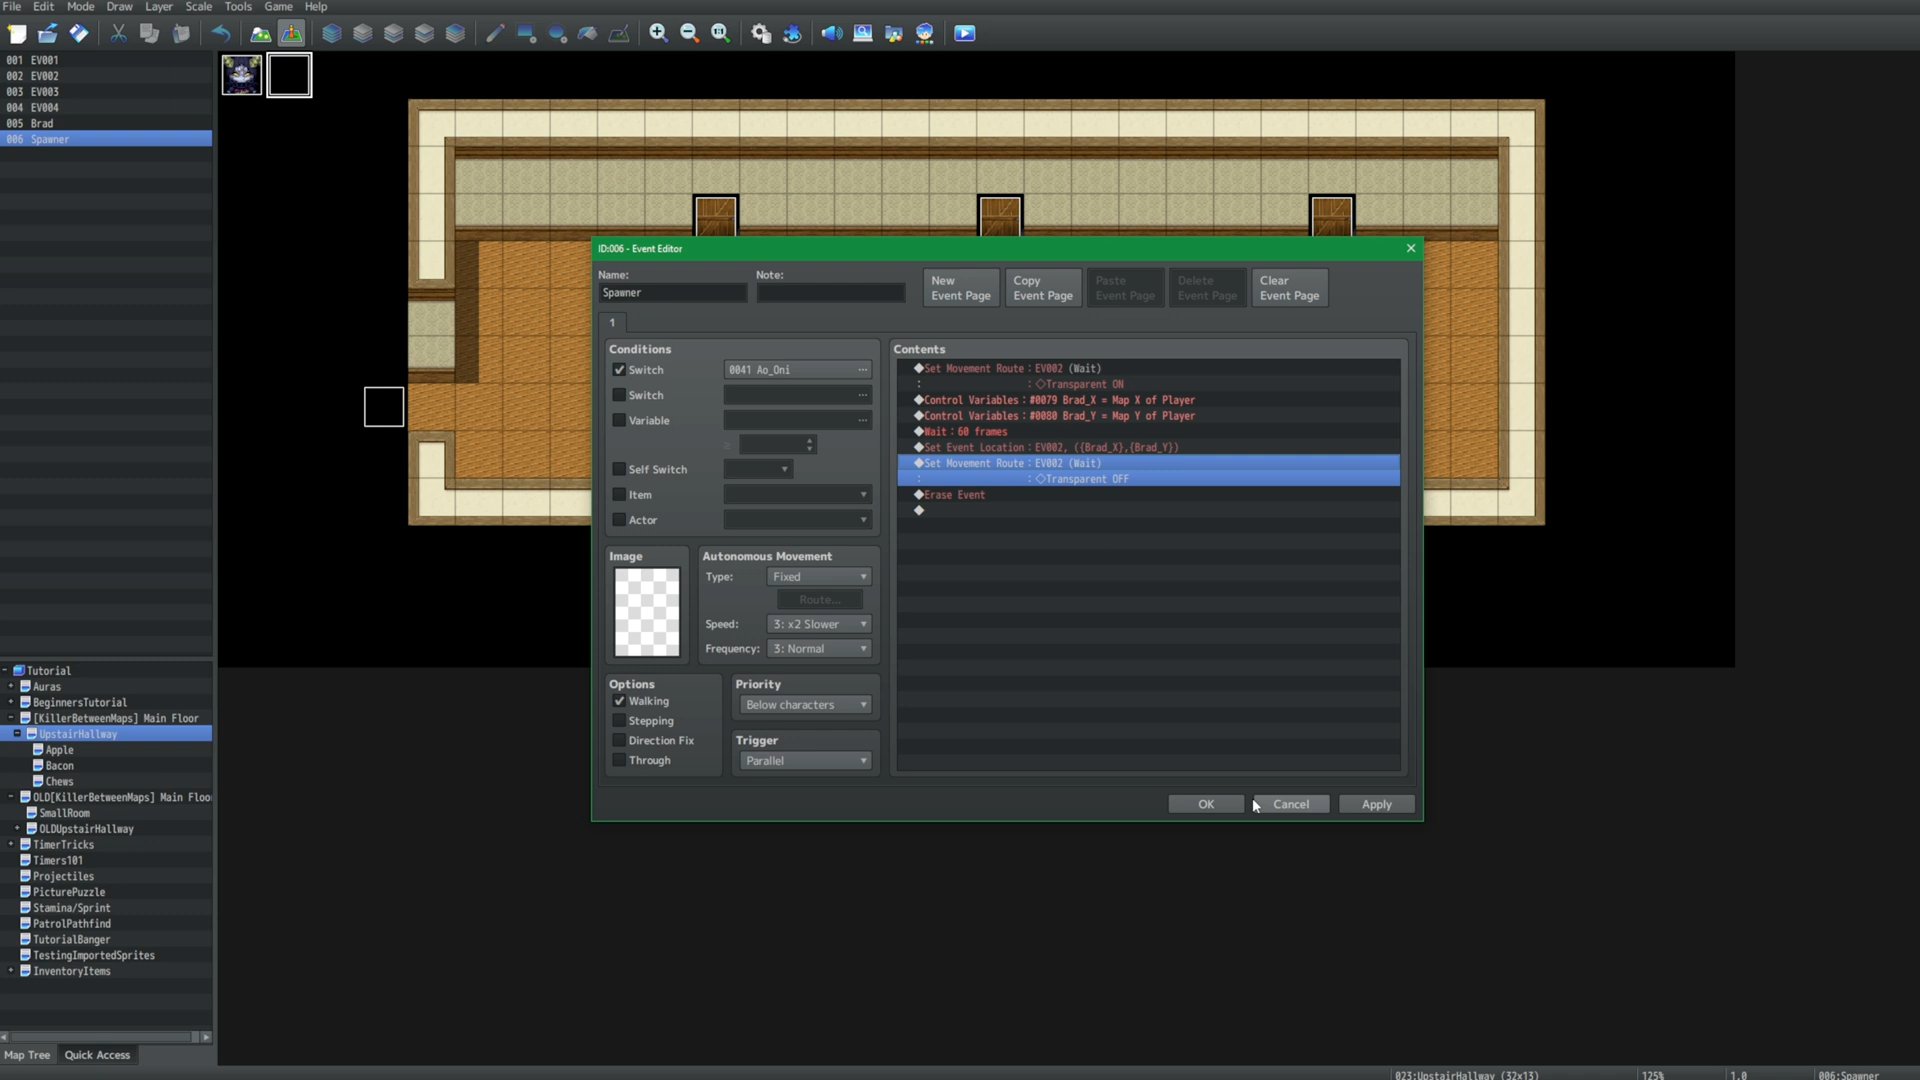 File Edit Mode Draw Layer Scale Tools Game Help
001 EV001
002 EV002
003 EV003
004 EV004
005 Brad
006 Spawner
ID:006 - Event Editor
Name:
Note:
Spawner
New Event Page
Copy Event Page
Paste Event Page
Delete Event Page
Clear Event Page
1
Conditions
Switch 0041 Ao_Oni ...
Switch ...
Variable ...
≥
Self Switch
Item
Actor
Image
Autonomous Movement
Type: Fixed
Route...
Speed: 3: x2 Slower
Frequency: 3: Normal
Options
Walking
Stepping
Direction Fix
Through
Priority
Below characters
Trigger
Parallel
Contents
◆Set Movement Route : EV002 (Wait)
: : ◇Transparent ON
◆Control Variables : #0079 Brad_X = Map X of Player
◆Control Variables : #0080 Brad_Y = Map Y of Player
◆Wait : 60 frames
◆Set Event Location : EV002, ({Brad_X},{Brad_Y})
◆Set Movement Route : EV002 (Wait)
: : ◇Transparent OFF
◆Erase Event
◆
OK Cancel Apply
Tutorial
Auras
BeginnersTutorial
[KillerBetweenMaps] Main Floor
UpstairHallway
Apple
Bacon
Chews
OLD[KillerBetweenMaps] Main Floo
SmallRoom
OLDUpstairHallway
TimerTricks
Timers101
Projectiles
PicturePuzzle
Stamina/Sprint
PatrolPathfind
TutorialBanger
TestingImportedSprites
InventoryItems
Map Tree Quick Access
023:UpstairHallway (32x13) 125% 1.0 006:Spawner